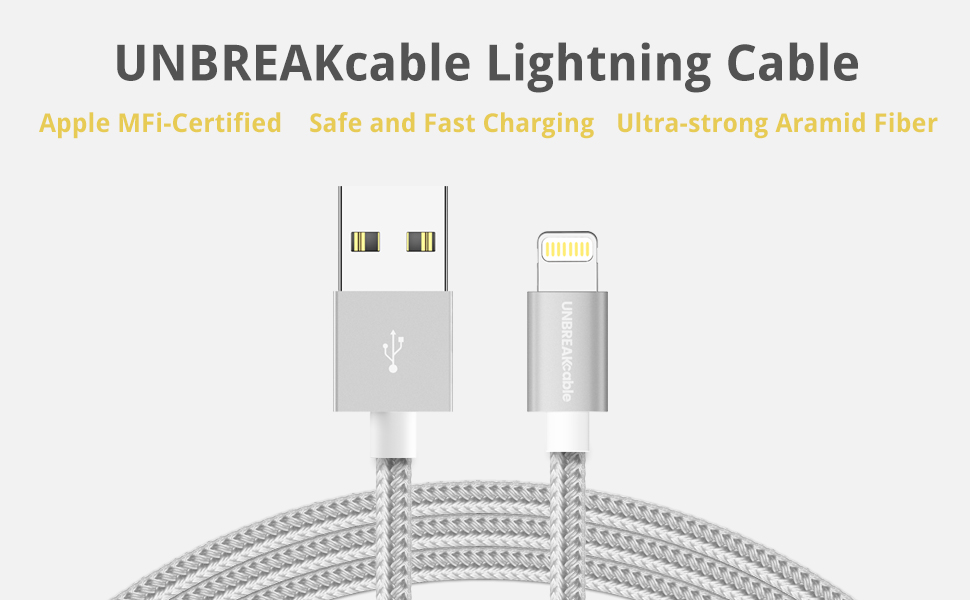 UNBREAKcable Lightning Cable
Apple MFi-Certified Safe and Fast Charging Ultra-strong Aramid Fiber
UNBREAKcable